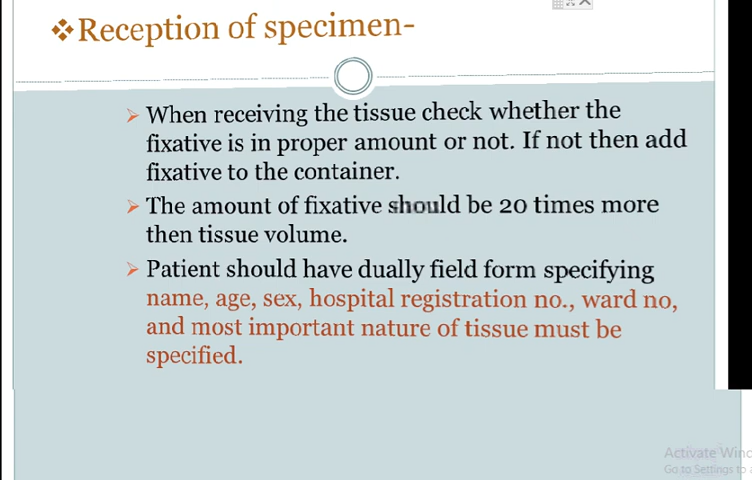 Reception of specimen-
When receiving the tissue check whether the
fixative is in proper amount or not. If not then add
fixative to the container.
The amount of fixative should be 20 times more
then tissue volume.
Patient should have dually field form specifying
name, age, sex, hospital registration no., ward no,
and most important nature of tissue must be
specified.
Activate Winc
Go to Settings to a